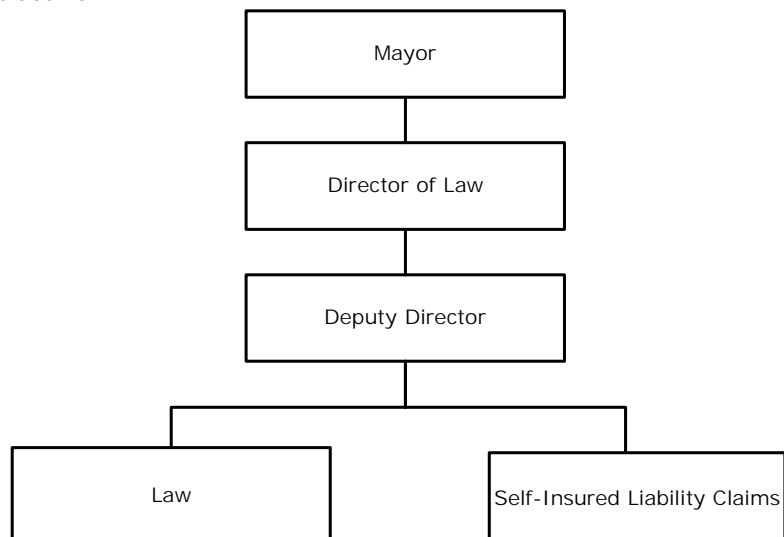 Mayor
Director of Law
Deputy Director
Law
Self-Insured Liability Claims